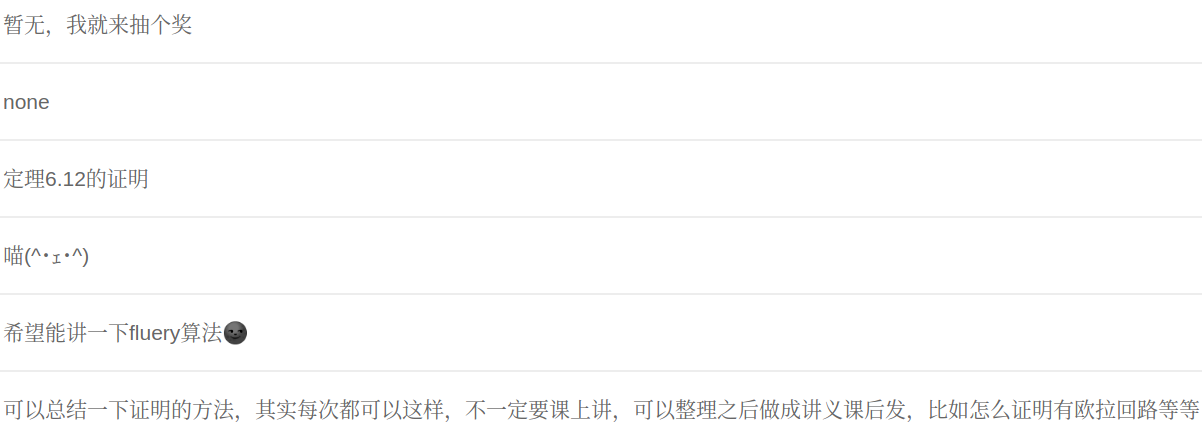 暂无，我就来抽个奖
none
定理6.12的证明
喵(^･ｪ･^)
希望能讲一下fluery算法🌚
可以总结一下证明的方法，其实每次都可以这样，不一定要课上讲，可以整理之后做成讲义课后发，比如怎么证明有欧拉回路等等